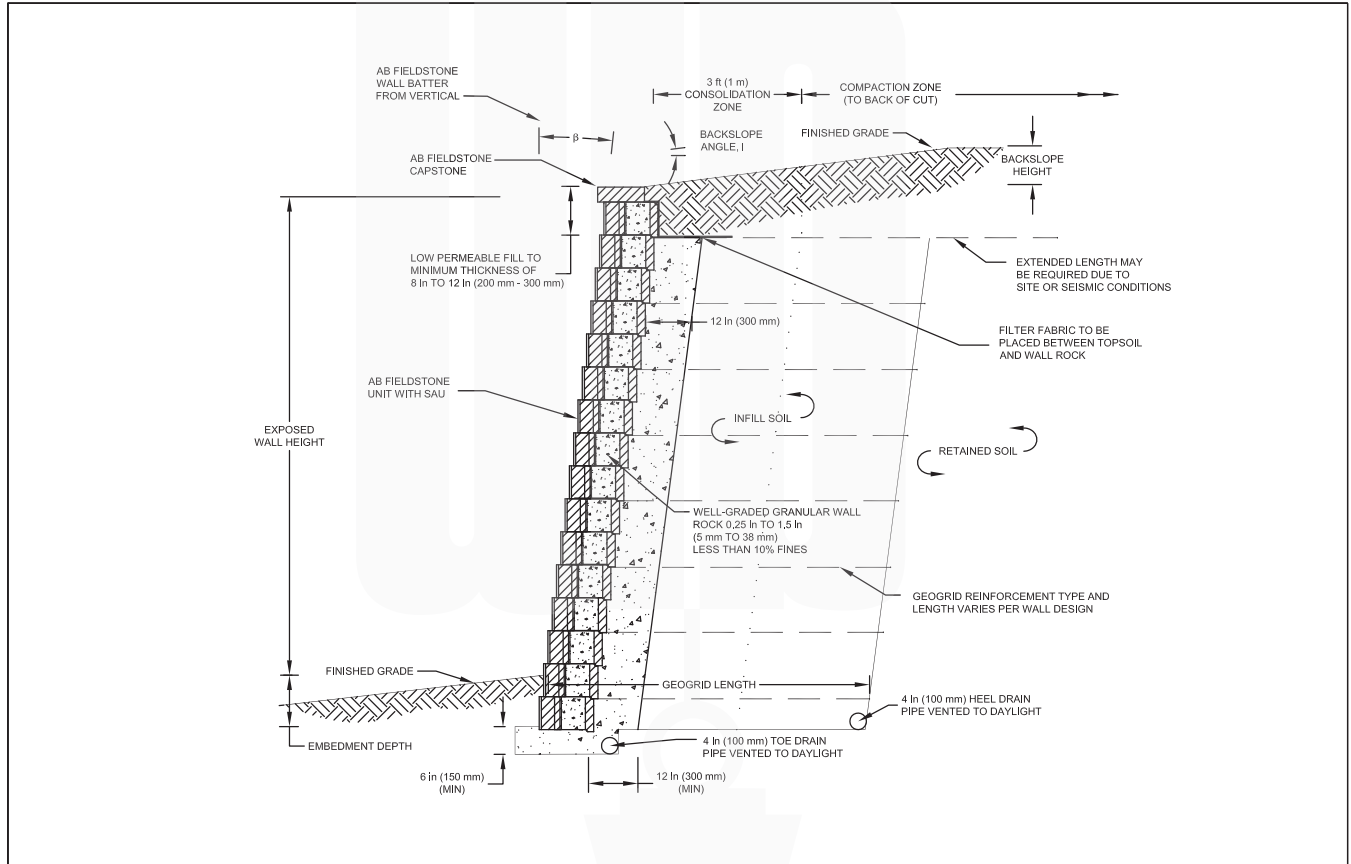 AB FIELDSTONE
WALL BATTER
FROM VERTICAL
3 ft (1 m)
CONSOLIDATION
ZONE
COMPACTION ZONE
(TO BACK OF CUT)
β
BACKSLOPE
ANGLE, I
FINISHED GRADE
BACKSLOPE
HEIGHT
AB FIELDSTONE
CAPSTONE
LOW PERMEABLE FILL TO
MINIMUM THICKNESS OF
8 In TO 12 In (200 mm - 300 mm)
EXTENDED LENGTH MAY
BE REQUIRED DUE TO
SITE OR SEISMIC CONDITIONS
12 In (300 mm)
FILTER FABRIC TO BE
PLACED BETWEEN TOPSOIL
AND WALL ROCK
AB FIELDSTONE
UNIT WITH SAU
INFILL SOIL
EXPOSED
WALL HEIGHT
RETAINED SOIL
WELL-GRADED GRANULAR WALL
ROCK 0.25 In TO 1.5 In
(5 mm TO 38 mm)
LESS THAN 10% FINES
GEOGRID REINFORCEMENT TYPE AND
LENGTH VARIES PER WALL DESIGN
FINISHED GRADE
GEOGRID LENGTH
4 In (100 mm) HEEL DRAIN
PIPE VENTED TO DAYLIGHT
EMBEDMENT DEPTH
4 In (100 mm) TOE DRAIN
PIPE VENTED TO DAYLIGHT
6 in (150 mm)
(MIN)
12 In (300 mm)
(MIN)